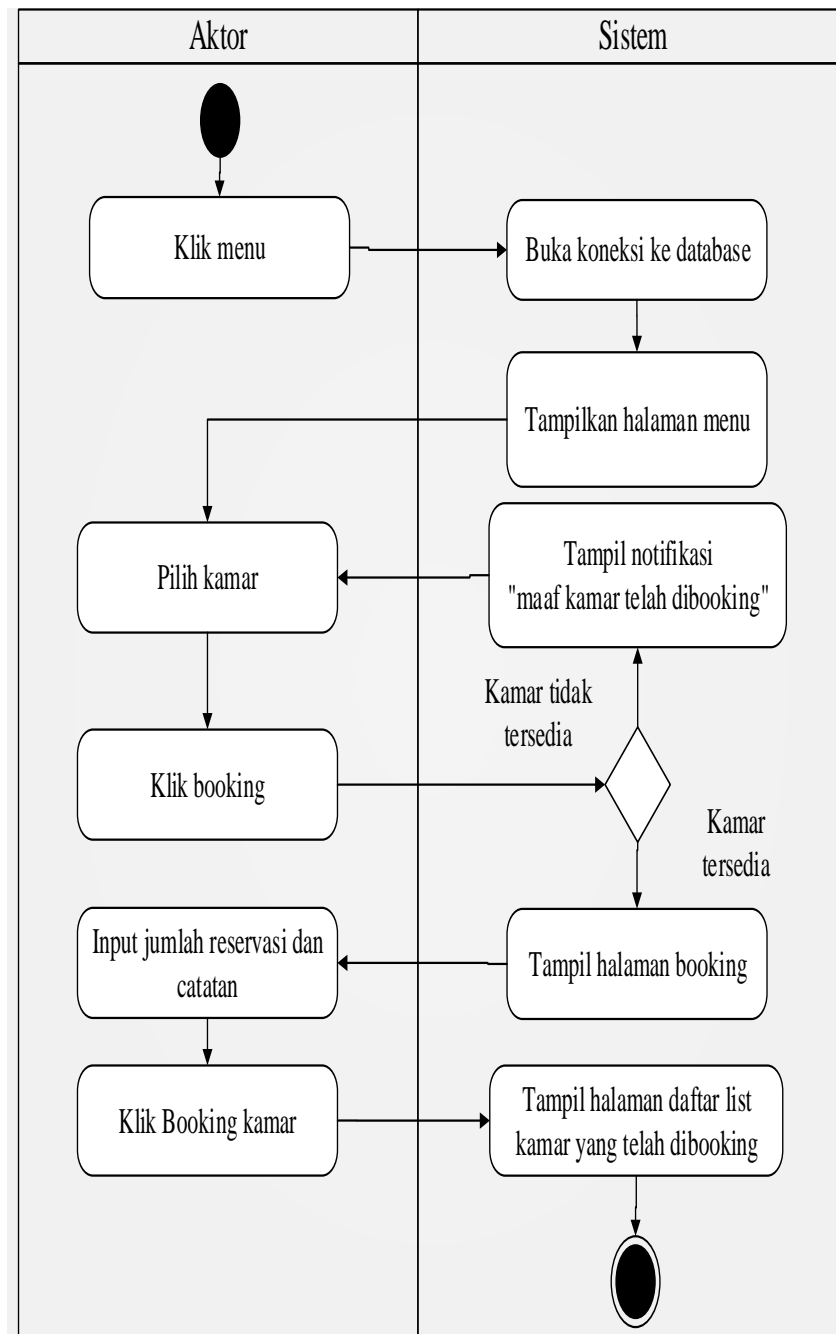 Aktor
Sistem
Klik menu
Buka koneksi ke database
Tampilkan halaman menu
Pilih kamar
Tampil notifikasi
"maaf kamar telah dibooking"
Kamar tidak
tersedia
Klik booking
Kamar
tersedia
Input jumlah reservasi dan
catatan
Tampil halaman booking
Klik Booking kamar
Tampil halaman daftar list
kamar yang telah dibooking